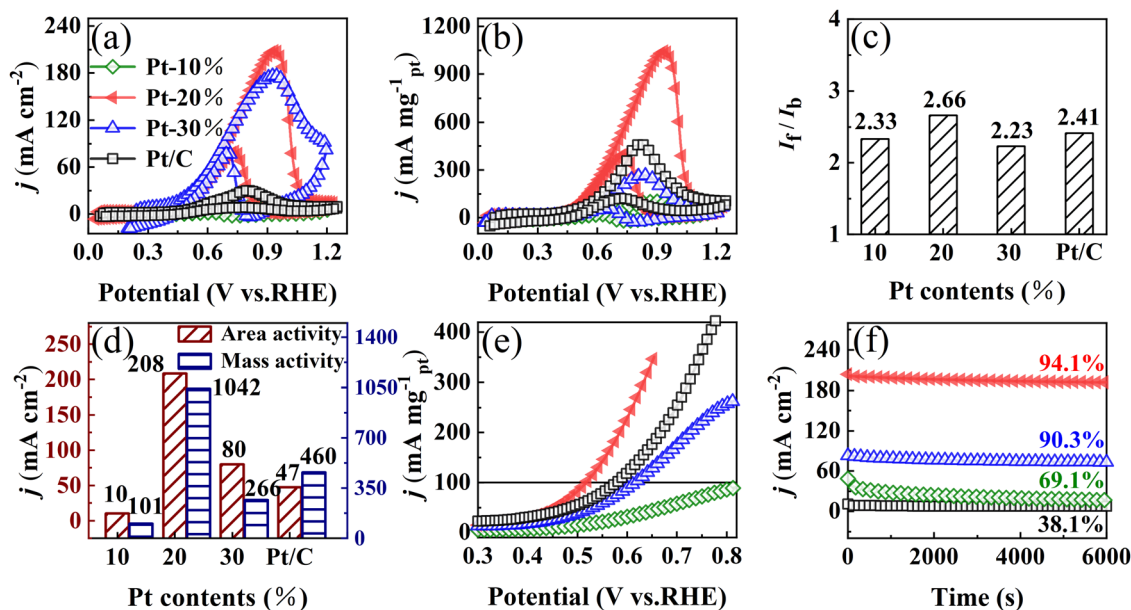 (a)
240
180
120
60
0
j (mA cm⁻²)
Pt-10%
Pt-20%
Pt-30%
Pt/C
0.0 0.3 0.6 0.9 1.2
Potential (V vs.RHE)
(b)
1200
900
600
300
0
j (mA mg⁻¹pt)
0.0 0.3 0.6 0.9 1.2
Potential (V vs.RHE)
(c)
4
3
2
1
If / Ib
2.33
2.66
2.23
2.41
10 20 30 Pt/C
Pt contents (%)
(d)
250
200
150
100
50
0
j (mA cm⁻²)
Area activity
Mass activity
10
101
208
1042
80
266
47
460
1400
1050
700
350
0
10 20 30 Pt/C
Pt contents (%)
(e)
400
300
200
100
0
j (mA mg⁻¹pt)
0.3 0.4 0.5 0.6 0.7 0.8
Potential (V vs.RHE)
(f)
240
180
120
60
0
j (mA cm⁻²)
94.1%
90.3%
69.1%
38.1%
0 2000 4000 6000
Time (s)